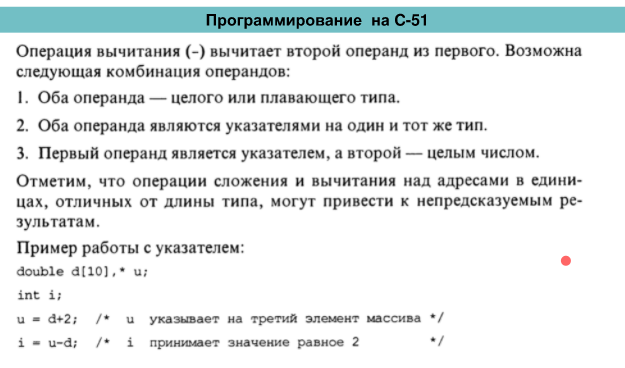 Программирование на С-51
Операция вычитания (-) вычитает второй операнд из первого. Возможна
следующая комбинация операндов:
1. Оба операнда — целого или плавающего типа.
2. Оба операнда являются указателями на один и тот же тип.
3. Первый операнд является указателем, а второй — целым числом.
Отметим, что операции сложения и вычитания над адресами в едини-
цах, отличных от длины типа, могут привести к непредсказуемым ре-
зультатам.
Пример работы с указателем:
double d[10],* u;
int i;
u = d+2; /* u указывает на третий элемент массива */
i = u-d; /* i принимает значение равное 2 */